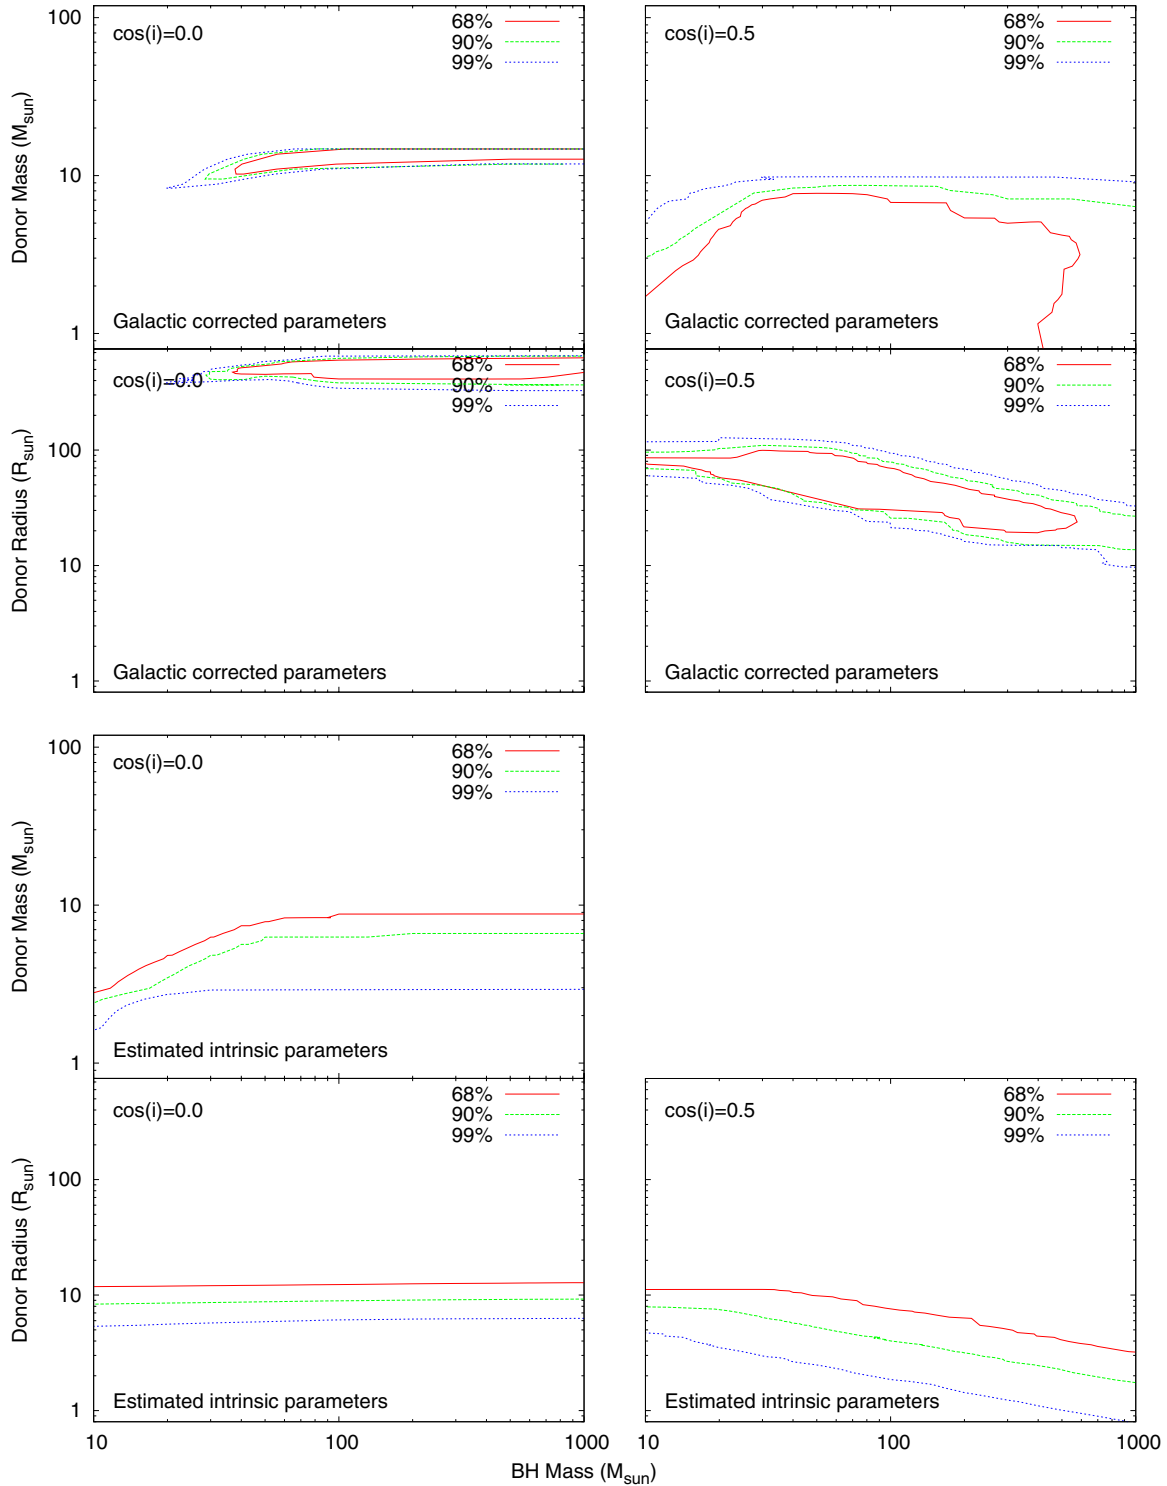 100
10
1
Donor Mass (Msun)
cos(i)=0.0
68%
90%
99%
Galactic corrected parameters
cos(i)=0.5
68%
90%
99%
Galactic corrected parameters
100
10
1
Donor Radius (Rsun)
cos(i)=0.0
68%
90%
99%
Galactic corrected parameters
cos(i)=0.5
68%
90%
99%
Galactic corrected parameters
100
10
1
Donor Mass (Msun)
cos(i)=0.0
68%
90%
99%
Estimated intrinsic parameters
100
10
1
Donor Radius (Rsun)
cos(i)=0.0
68%
90%
99%
Estimated intrinsic parameters
cos(i)=0.5
68%
90%
99%
Estimated intrinsic parameters
10 100 1000
10 100 1000
BH Mass (Msun)